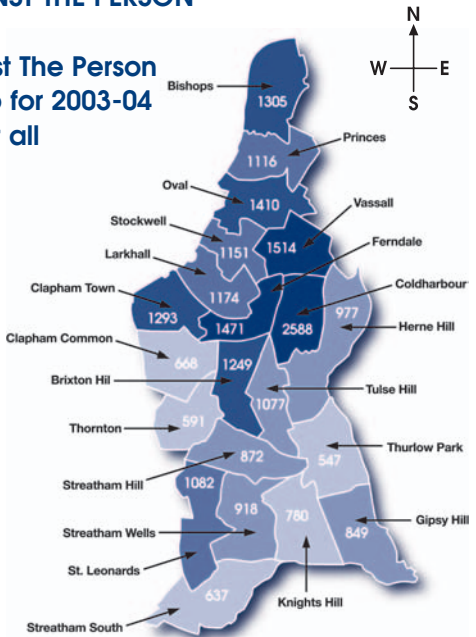 NST THE PERSON
st The Person
o for 2003-04
all
N
W E
S
Bishops
1305
Princes
1116
Oval
1410
Vassall
Stockwell
1151
1514
Ferndale
Larkhall
1174
Coldharbour
Clapham Town
1293
1471
2588
977
Herne Hill
Clapham Common
668
1249
Brixton Hil
Tulse Hill
1077
591
Thornton
Thurlow Park
872
547
Streatham Hill
1082
918
780
Gipsy Hill
849
Streatham Wells
St. Leonards
637
Knights Hill
Streatham South